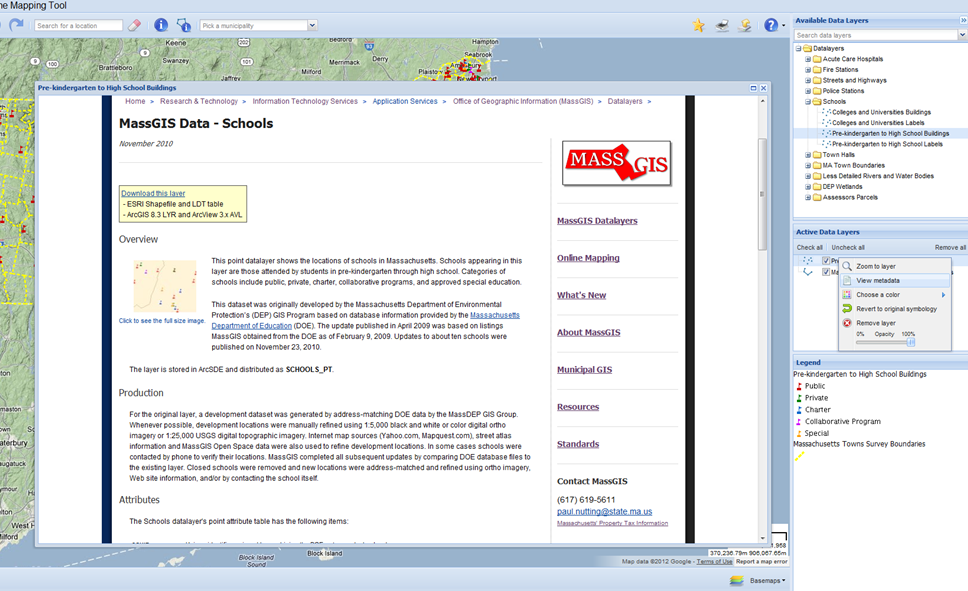 ne Mapping Tool
Search for a location
Pick a municipality
Keene
Brattleboro
Swanzey
Jaffrey
Milford
Bedford
Merrimack
Derry
Hampton
Seabrook
Plaistow
9
100
9
202
101
93
Pre-kindergarten to High School Buildings
Home > Research & Technology > Information Technology Services > Application Services > Office of Geographic Information (MassGIS) > Datalayers >
MassGIS Data - Schools
November 2010
Download this layer
- ESRI Shapefile and LDT table
- ArcGIS 8.3 LYR and ArcView 3.x AVL
Overview
Click to see the full size image.
This point datalayer shows the locations of schools in Massachusetts. Schools appearing in this
layer are those attended by students in pre-kindergarten through high school. Categories of
schools include public, private, charter, collaborative programs, and approved special education.
This dataset was originally developed by the Massachusetts Department of Environmental
Protection's (DEP) GIS Program based on database information provided by the Massachusetts
Department of Education (DOE). The update published in April 2009 was based on listings
MassGIS obtained from the DOE as of February 9, 2009. Updates to about ten schools were
published on November 23, 2010.
The layer is stored in ArcSDE and distributed as SCHOOLS_PT.
Production
For the original layer, a development dataset was generated by address-matching DOE data by the MassDEP GIS Group.
Whenever possible, development locations were manually refined using 1:5,000 black and white or color digital ortho
imagery or 1:25,000 USGS digital topographic imagery. Internet map sources (Yahoo.com, Mapquest.com), street atlas
information and MassGIS Open Space data were also used to refine development locations. In some cases schools were
contacted by phone to verify their locations. MassGIS completed all subsequent updates by comparing DOE database files to
the existing layer. Closed schools were removed and new locations were address-matched and refined using ortho imagery,
Web site information, and/or by contacting the school itself.
Attributes
The Schools datalayer's point attribute table has the following items:
MASS GIS
MassGIS Datalayers
Online Mapping
What's New
About MassGIS
Municipal GIS
Resources
Standards
Contact MassGIS
(617) 619-5611
paul.nutting@state.ma.us
Massachusetts' Property Tax Information
Block Island
Sound
Block Island
1,968
370,236.79m 906,067.65m
Map data ©2012 Google - Terms of Use Report a map error
Basemaps
Available Data Layers
Search data layers
Datalayers
Acute Care Hospitals
Fire Stations
Streets and Highways
Police Stations
Schools
Colleges and Universities Buildings
Colleges and Universities Labels
Pre-kindergarten to High School Buildings
Pre-kindergarten to High School Labels
Town Halls
MA Town Boundaries
Less Detailed Rivers and Water Bodies
DEP Wetlands
Assessors Parcels
Active Data Layers
Check all Uncheck all Remove all
Zoom to layer
View metadata
Choose a color
Revert to original symbology
Remove layer
0% Opacity 100%
Legend
Pre-kindergarten to High School Buildings
Public
Private
Charter
Collaborative Program
Special
Massachusetts Towns Survey Boundaries